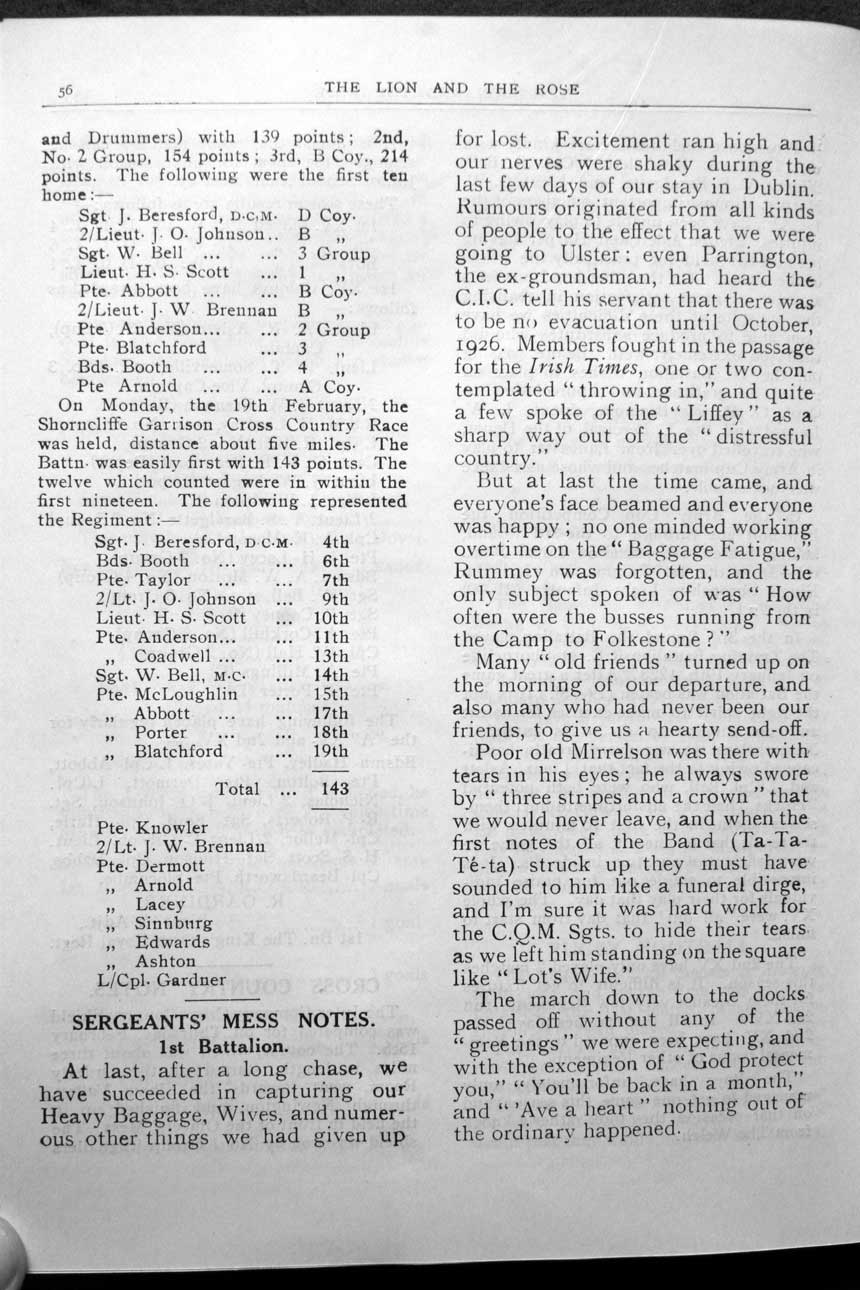 56
THE LION AND THE ROSE
and Drummers) with 139 points; 2nd,
No. 2 Group, 154 points; 3rd, B Coy., 214
points. The following were the first ten
home:—
Sgt. J. Beresford, D.C.M. D Coy.
2/Lieut. J. O. Johnson.. B „
Sgt. W. Bell ... ... 3 Group
Lieut. H. S. Scott ... 1 „
Pte. Abbott ... ... B Coy.
2/Lieut. J. W. Brennan B „
Pte Anderson... ... 2 Group
Pte. Blatchford ... 3 „
Bds. Booth ... ... 4 „
Pte Arnold ... ... A Coy.
On Monday, the 19th February, the
Shorncliffe Garrison Cross Country Race
was held, distance about five miles. The
Battn. was easily first with 143 points. The
twelve which counted were in within the
first nineteen. The following represented
the Regiment:—
Sgt. J. Beresford, D.C.M. 4th
Bds. Booth ... ... 6th
Pte. Taylor ... ... 7th
2/Lt. J. O. Johnson ... 9th
Lieut. H. S. Scott ... 10th
Pte. Anderson... ... 11th
„ Coadwell ... ... 13th
Sgt. W. Bell, M.C. ... 14th
Pte. McLoughlin ... 15th
„ Abbott ... ... 17th
„ Porter ... ... 18th
„ Blatchford ... 19th
Total ... 143
Pte. Knowler
2/Lt. J. W. Brennan
Pte. Dermott
„ Arnold
„ Lacey
„ Sinnburg
„ Edwards
„ Ashton
L/Cpl. Gardner
SERGEANTS' MESS NOTES.
1st Battalion.
At last, after a long chase, we
have succeeded in capturing our
Heavy Baggage, Wives, and numer-
ous other things we had given up
for lost. Excitement ran high and
our nerves were shaky during the
last few days of our stay in Dublin.
Rumours originated from all kinds
of people to the effect that we were
going to Ulster: even Parrington,
the ex-groundsman, had heard the
C.I.C. tell his servant that there was
to be no evacuation until October,
1926. Members fought in the passage
for the Irish Times, one or two con-
templated "throwing in," and quite
a few spoke of the "Liffey" as a
sharp way out of the "distressful
country."
But at last the time came, and
everyone's face beamed and everyone
was happy; no one minded working
overtime on the "Baggage Fatigue,"
Rummey was forgotten, and the
only subject spoken of was "How
often were the busses running from
the Camp to Folkestone?"
Many "old friends" turned up on
the morning of our departure, and
also many who had never been our
friends, to give us a hearty send-off.
Poor old Mirrelson was there with
tears in his eyes; he always swore
by "three stripes and a crown" that
we would never leave, and when the
first notes of the Band (Ta-Ta-
Té-ta) struck up they must have
sounded to him like a funeral dirge,
and I'm sure it was hard work for
the C.Q.M. Sgts. to hide their tears
as we left him standing on the square
like "Lot's Wife."
The march down to the docks
passed off without any of the
"greetings" we were expecting, and
with the exception of "God protect
you," "You'll be back in a month,"
and "'Ave a heart" nothing out of
the ordinary happened.